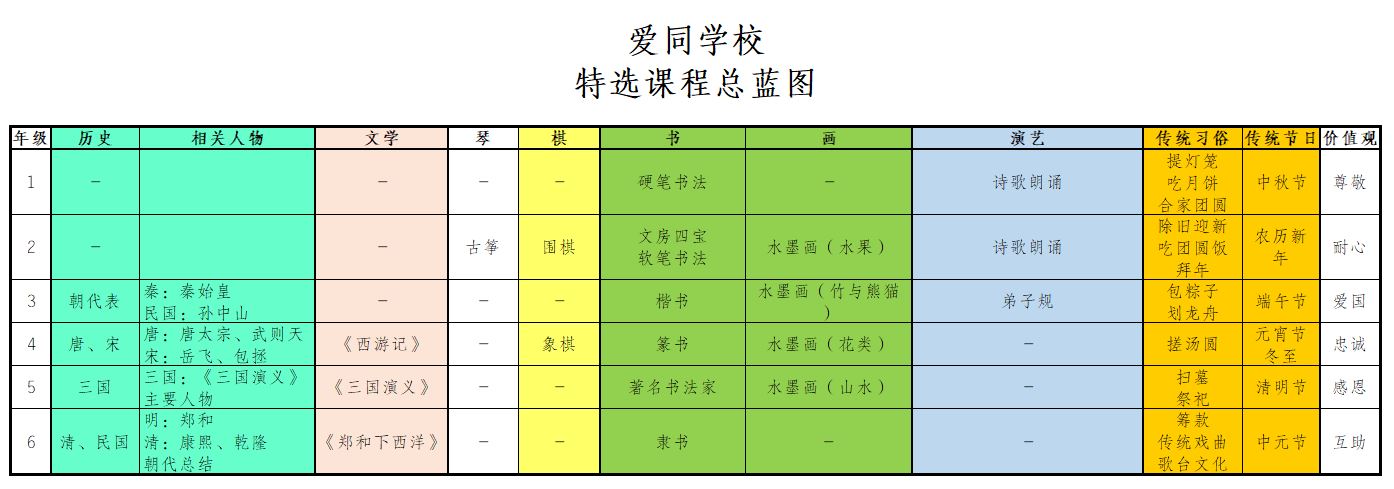 爱同学校
特选课程总蓝图
年级 历史 相关人物 文学 琴 棋 书 画 演艺 传统习俗 传统节日 价值观
1 — — — — 硬笔书法 — 诗歌朗诵 提灯笼 吃月饼 合家团圆 中秋节 尊敬
2 — — 古筝 围棋 文房四宝 软笔书法 水墨画（水果） 诗歌朗诵 除旧迎新 吃团圆饭 拜年 农历新年 耐心
3 朝代表 秦：秦始皇 民国：孙中山 — — — 楷书 水墨画（竹与熊猫） 弟子规 包粽子 划龙舟 端午节 爱国
4 唐、宋 唐：唐太宗、武则天 宋：岳飞、包拯 《西游记》 — 象棋 篆书 水墨画（花类） — 搓汤圆 元宵节 冬至 忠诚
5 三国 三国：《三国演义》主要人物 《三国演义》 — — 著名书法家 水墨画（山水） — 扫墓 祭祀 清明节 感恩
6 清、民国 明：郑和 清：康熙、乾隆 朝代总结 《郑和下西洋》 — — 隶书 — — 筹款 传统戏曲 歌台文化 中元节 互助